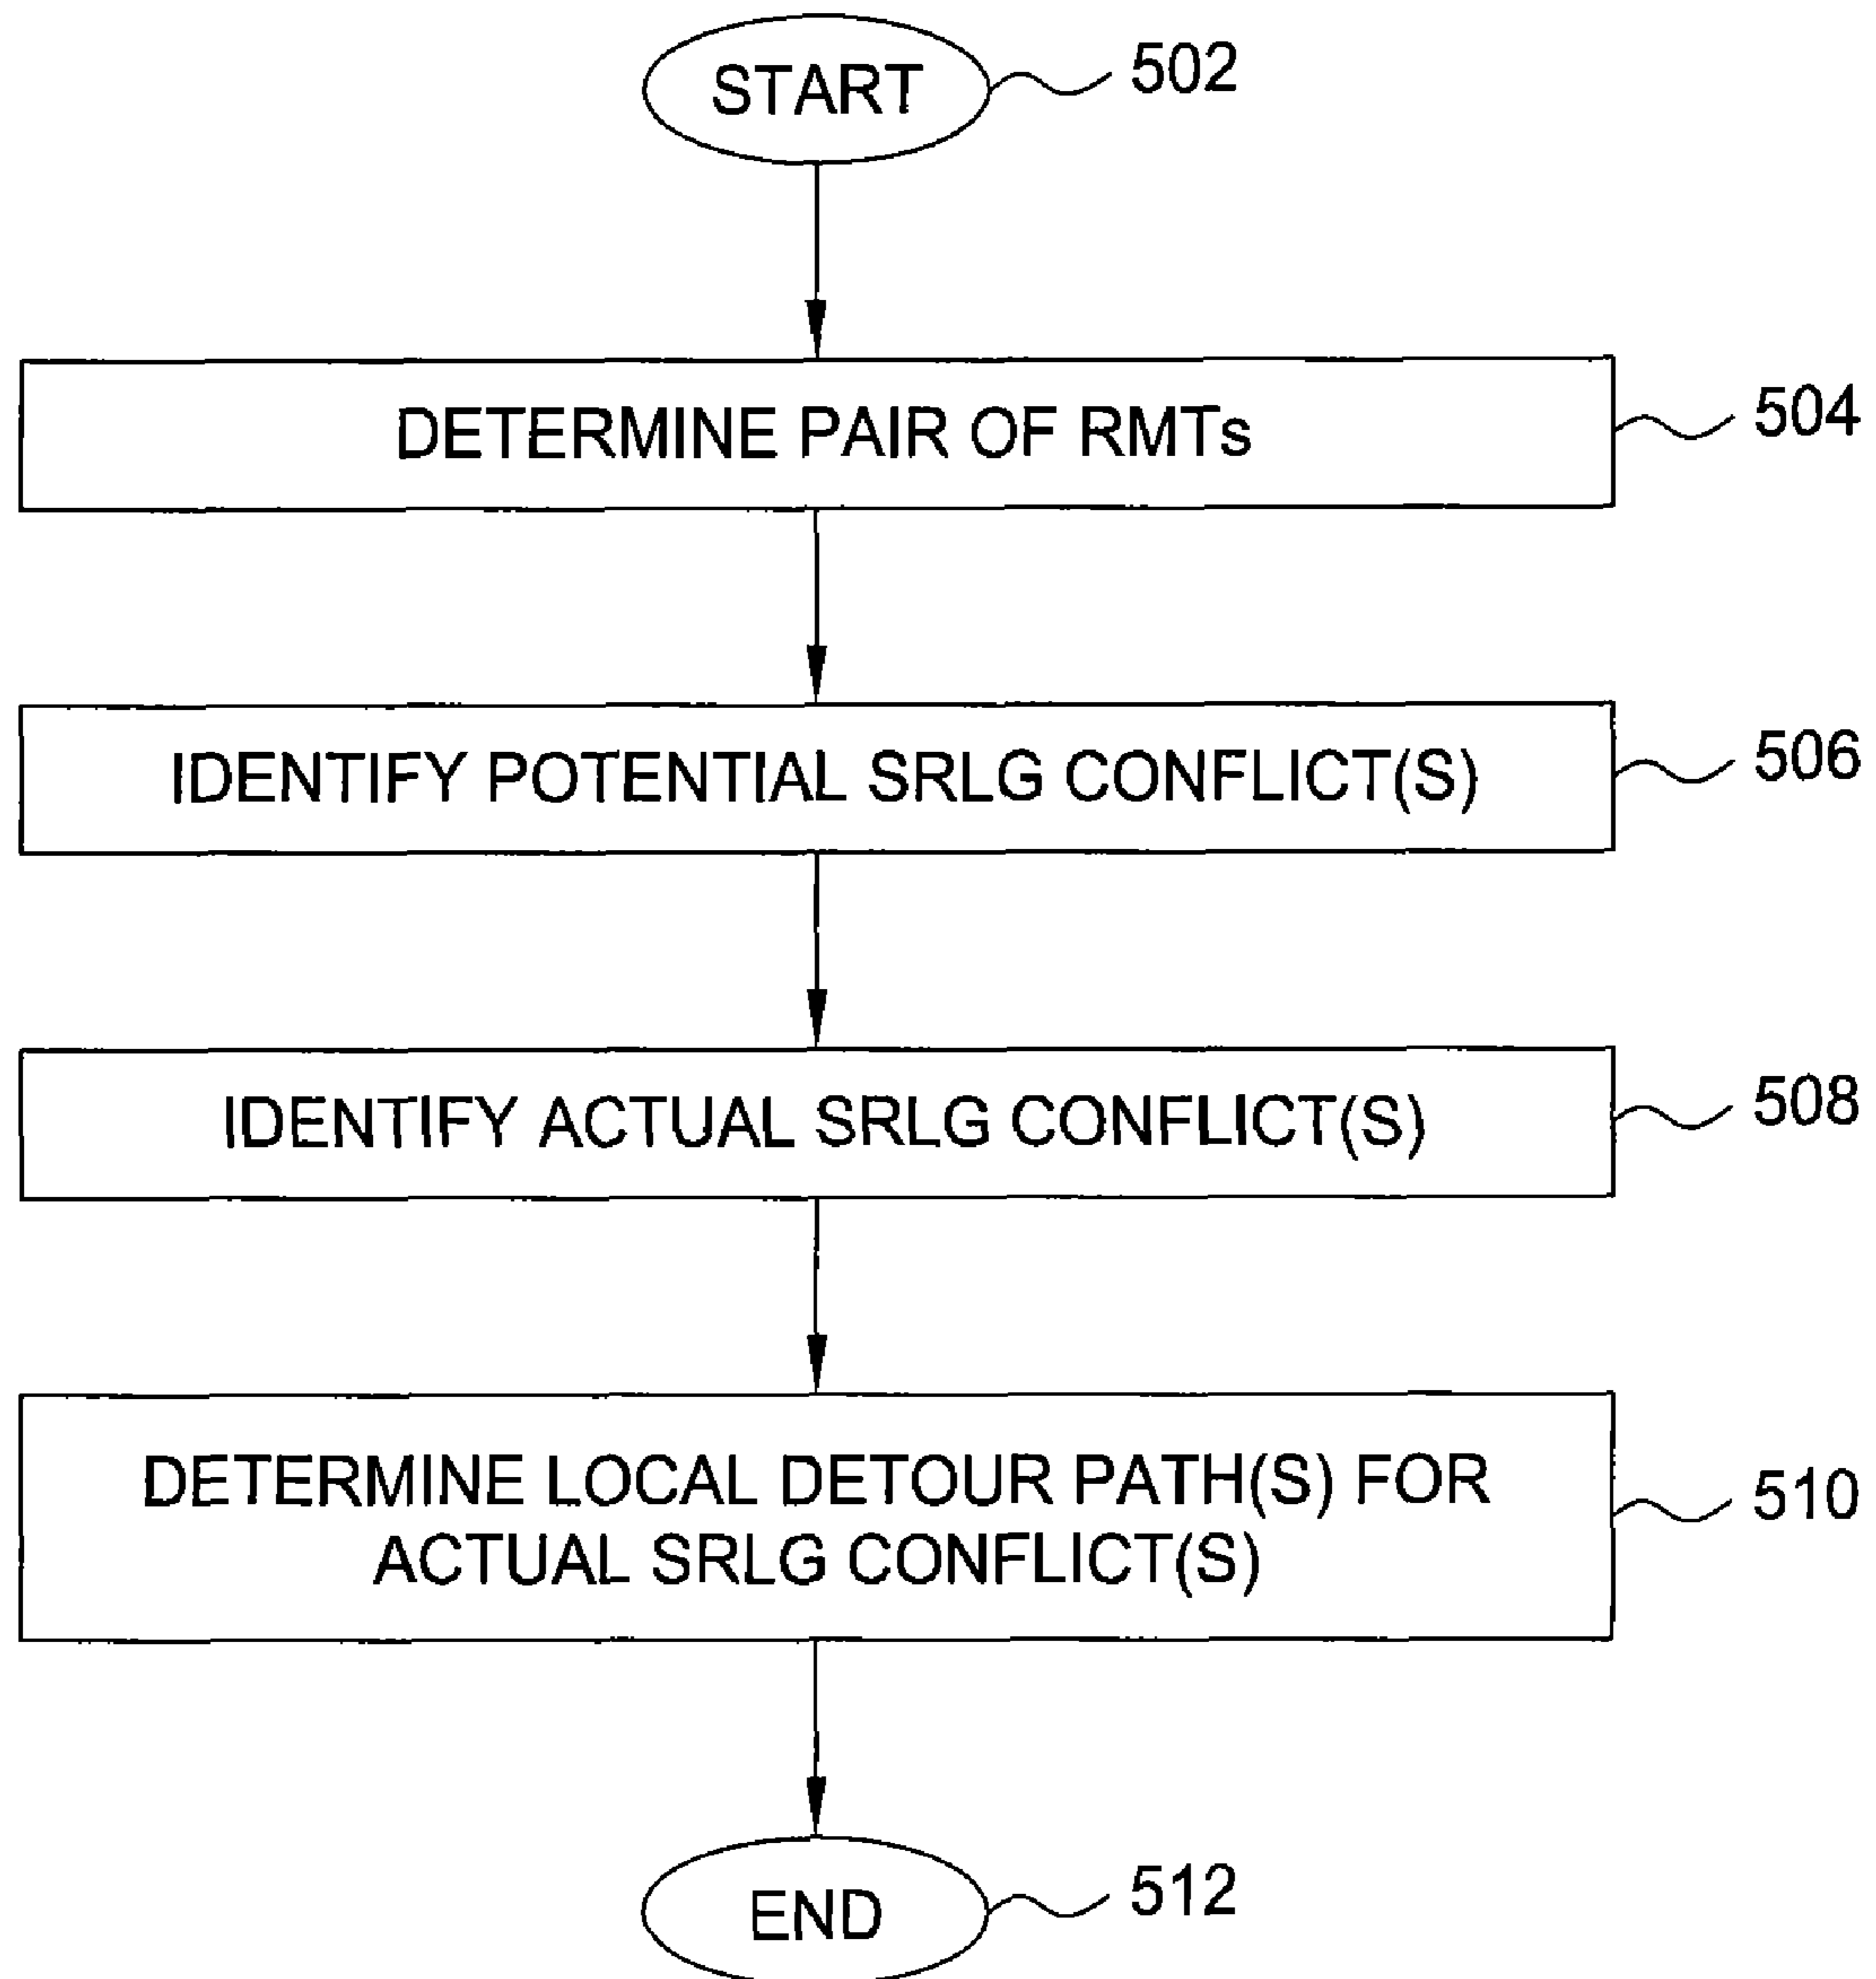 START
502
DETERMINE PAIR OF RMTs
504
IDENTIFY POTENTIAL SRLG CONFLICT(S)
506
IDENTIFY ACTUAL SRLG CONFLICT(S)
508
DETERMINE LOCAL DETOUR PATH(S) FOR
ACTUAL SRLG CONFLICT(S)
510
END
512